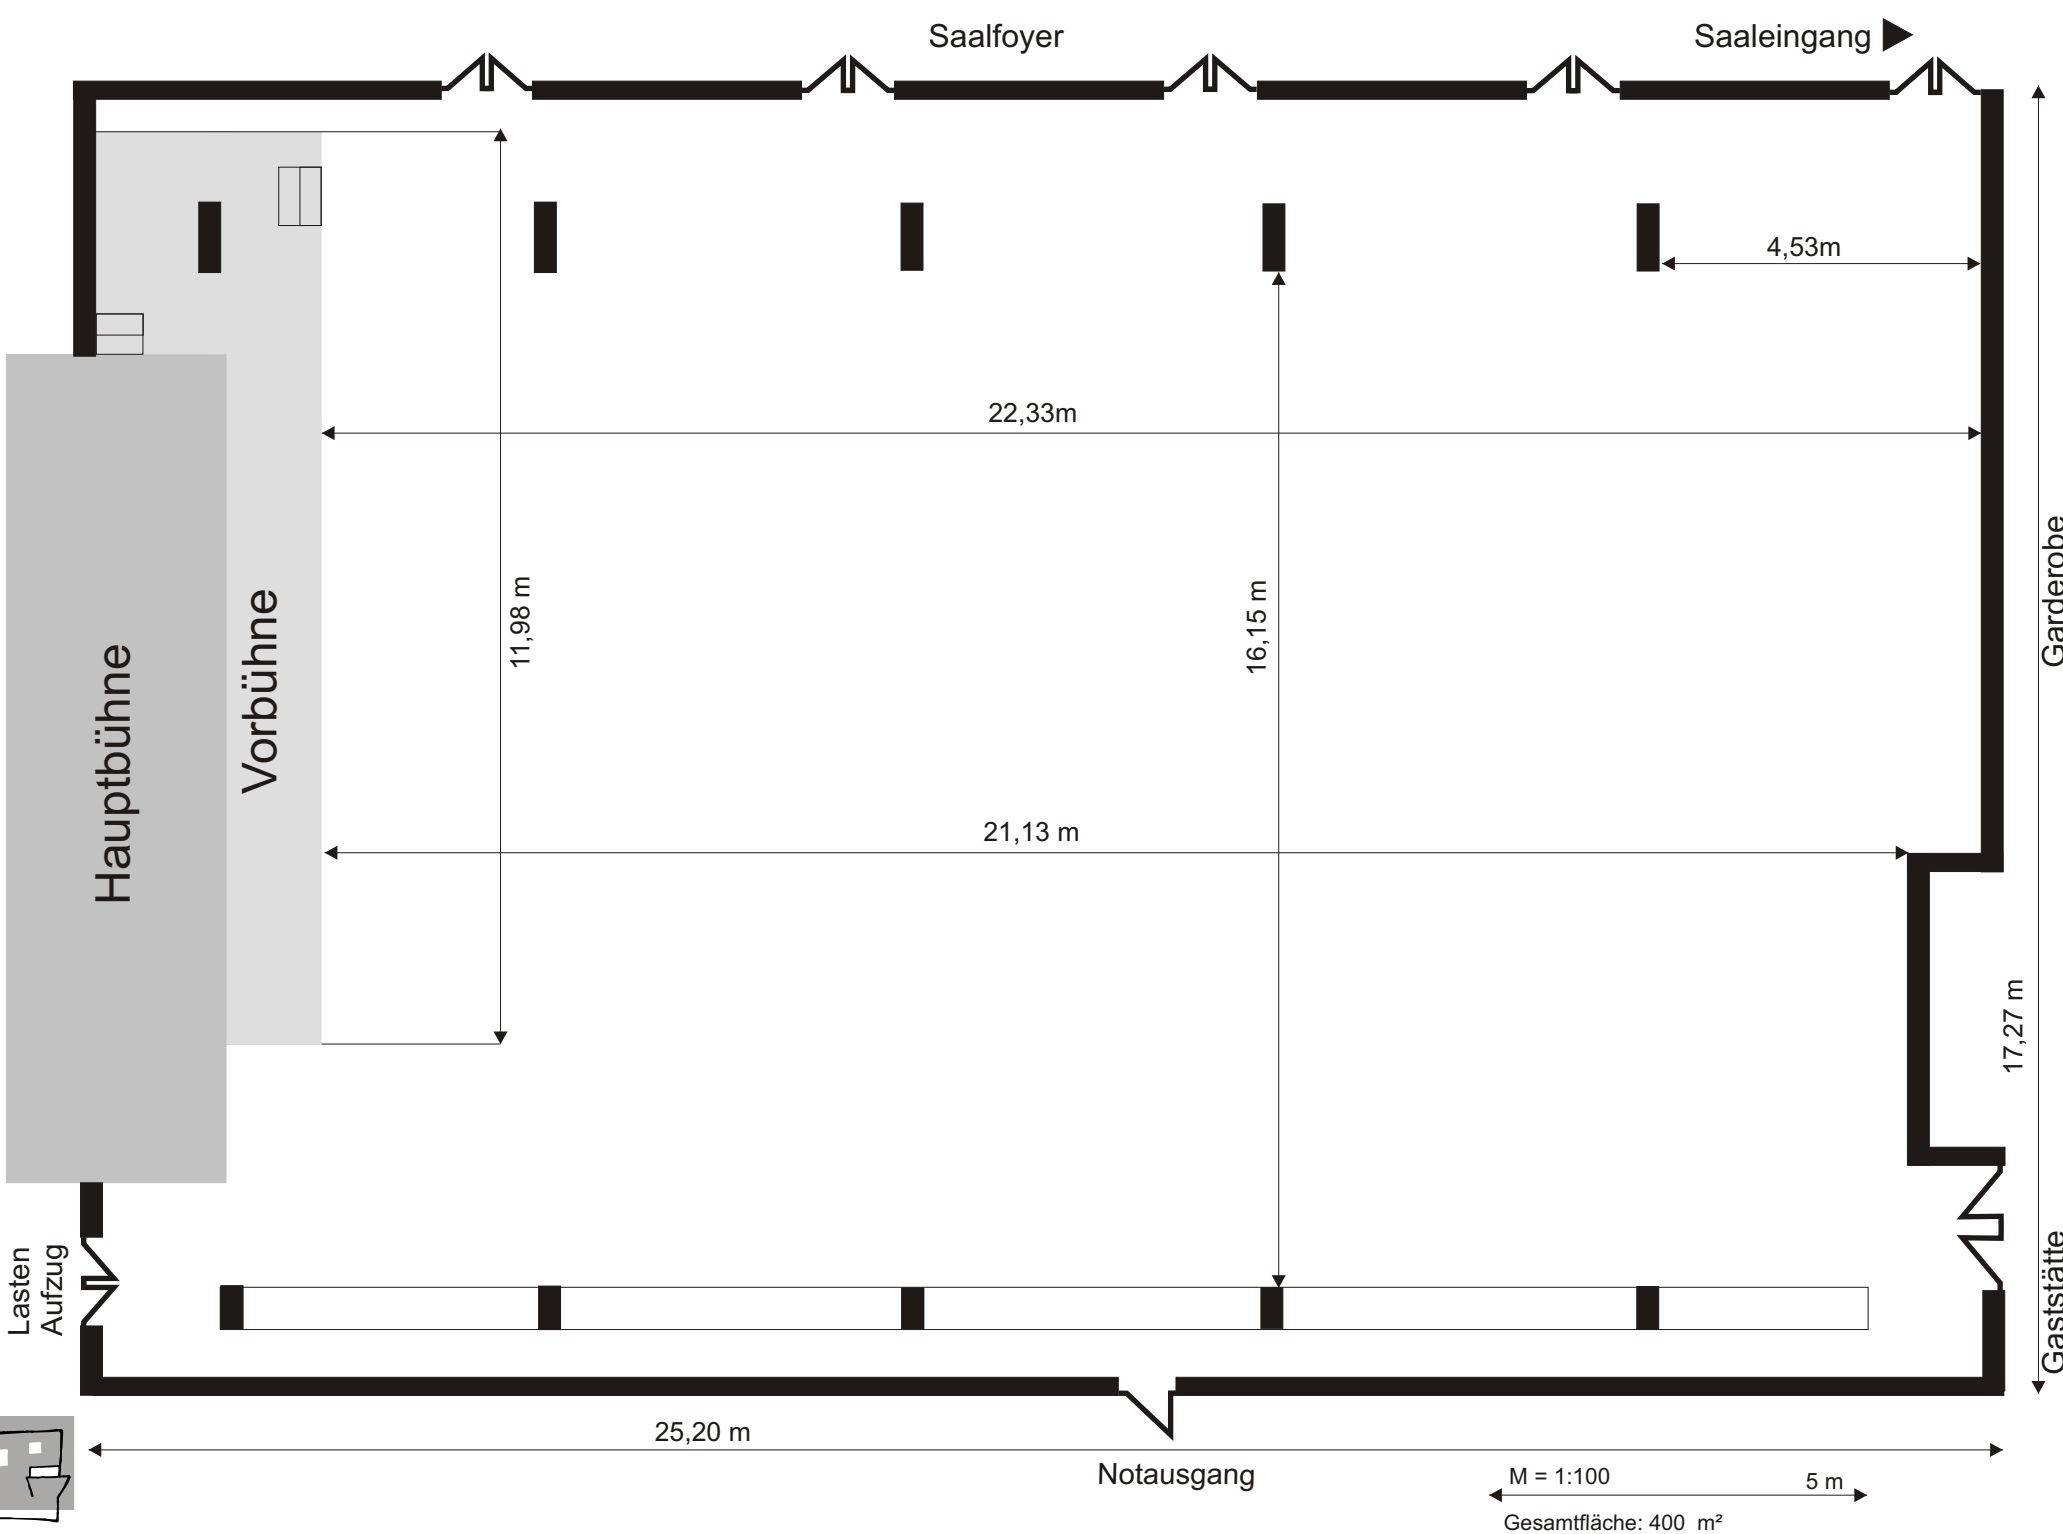 Saalfoyer
Saaleingang
4,53m
22,33m
11,98 m
16,15 m
Hauptbühne
Vorbühne
Garderobe
21,13 m
17,27 m
Lasten
Aufzug
Gaststätte
25,20 m
Notausgang
M = 1:100
5 m
Gesamtfläche: 400 m²